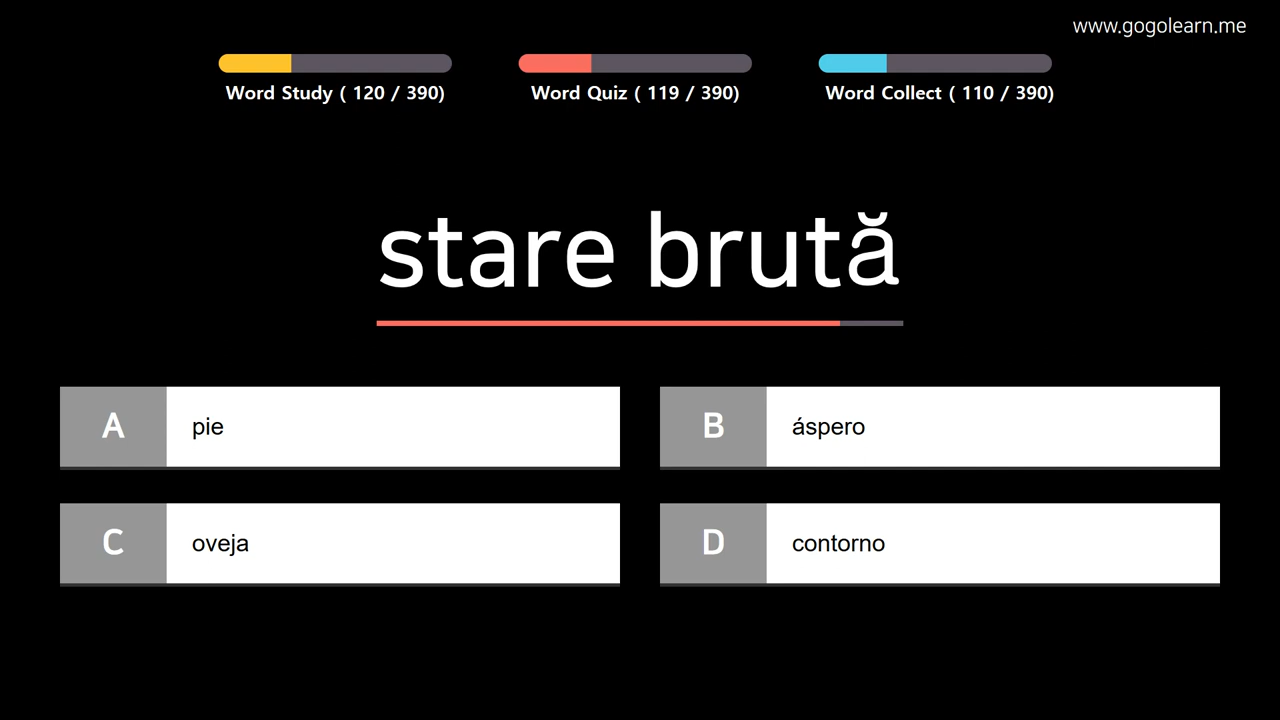 www.gogolearn.me
Word Study ( 120 / 390)
Word Quiz ( 119 / 390)
Word Collect ( 110 / 390)
stare brută
A pie
B áspero
C oveja
D contorno